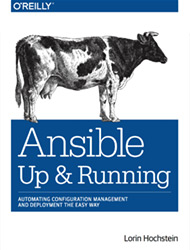 O'REILLY®
Ansible
Up & Running
AUTOMATING CONFIGURATION MANAGEMENT
AND DEPLOYMENT THE EASY WAY
Lorin Hochstein